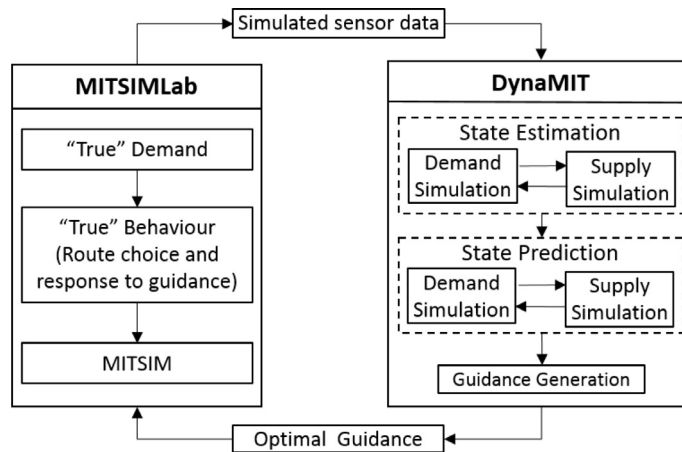 Simulated sensor data
MITSIMLab
“True” Demand
“True” Behaviour
(Route choice and
response to guidance)
MITSIM
DynaMIT
State Estimation
Demand
Simulation
Supply
Simulation
State Prediction
Demand
Simulation
Supply
Simulation
Guidance Generation
Optimal Guidance